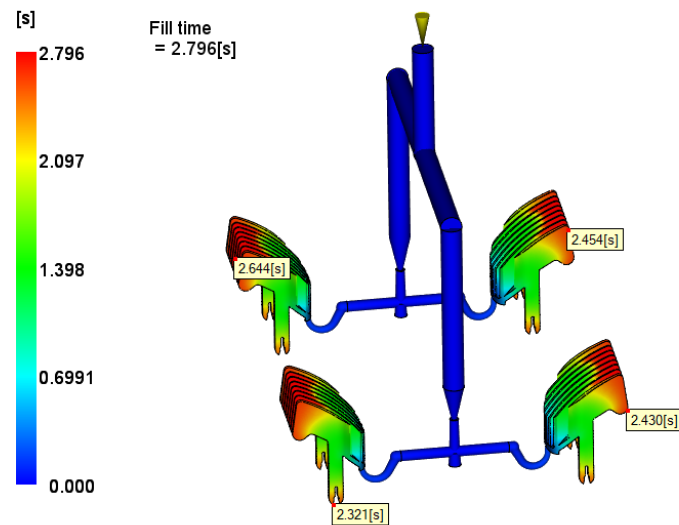 [s]
2.796
2.097
1.398
0.6991
0.000
Fill time
= 2.796[s]
2.454[s]
2.644[s]
2.430[s]
2.321[s]